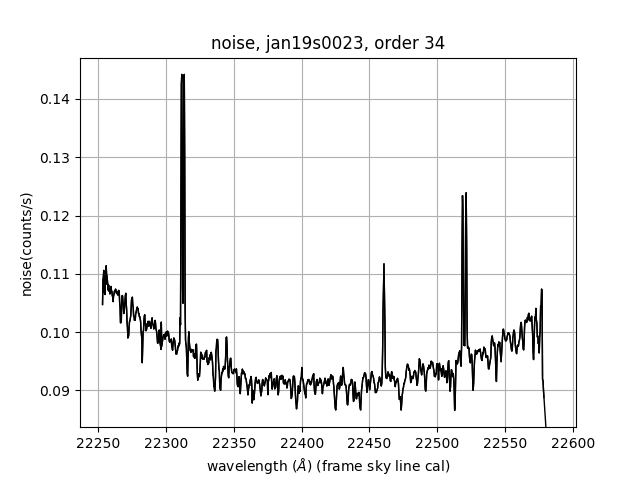 noise, jan19s0023, order 34
0.14
0.13
0.12
0.11
0.10
0.09
noise(counts/s)
22250 22300 22350 22400 22450 22500 22550 22600
wavelength (Å) (frame sky line cal)